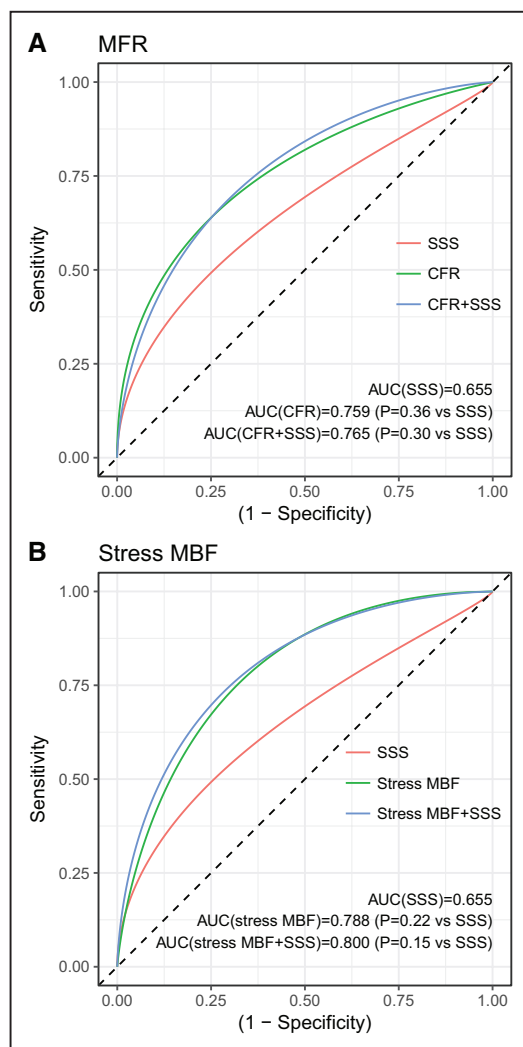 A MFR
1.00
0.75
0.50
0.25
0.00
Sensitivity
SSS
CFR
CFR+SSS
AUC(SSS)=0.655
AUC(CFR)=0.759 (P=0.36 vs SSS)
AUC(CFR+SSS)=0.765 (P=0.30 vs SSS)
0.00 0.25 0.50 0.75 1.00
(1 − Specificity)
B Stress MBF
1.00
0.75
0.50
0.25
0.00
Sensitivity
SSS
Stress MBF
Stress MBF+SSS
AUC(SSS)=0.655
AUC(stress MBF)=0.788 (P=0.22 vs SSS)
AUC(stress MBF+SSS)=0.800 (P=0.15 vs SSS)
0.00 0.25 0.50 0.75 1.00
(1 − Specificity)